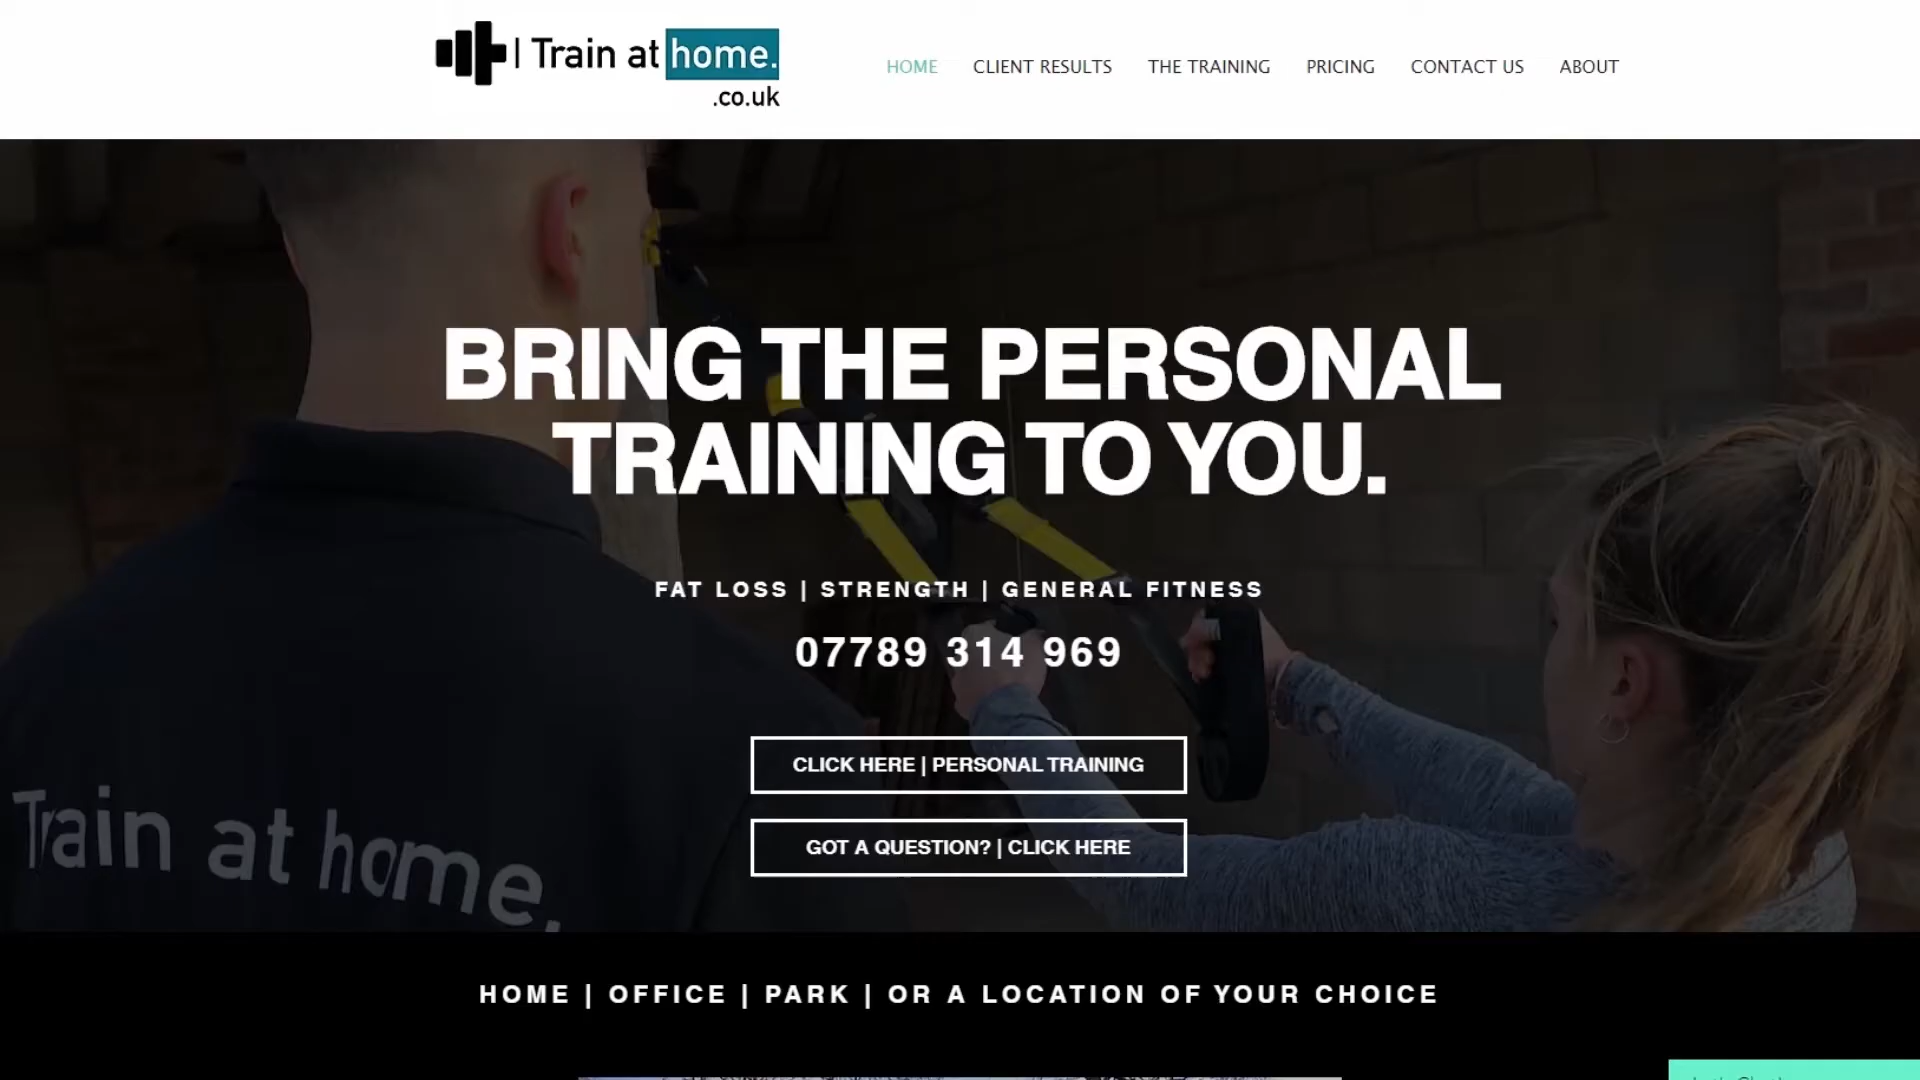 Train at home.
.co.uk
HOME CLIENT RESULTS THE TRAINING PRICING CONTACT US ABOUT
BRING THE PERSONAL
TRAINING TO YOU.
FAT LOSS | STRENGTH | GENERAL FITNESS
07789 314 969
CLICK HERE | PERSONAL TRAINING
GOT A QUESTION? | CLICK HERE
Train at home.
HOME | OFFICE | PARK | OR A LOCATION OF YOUR CHOICE